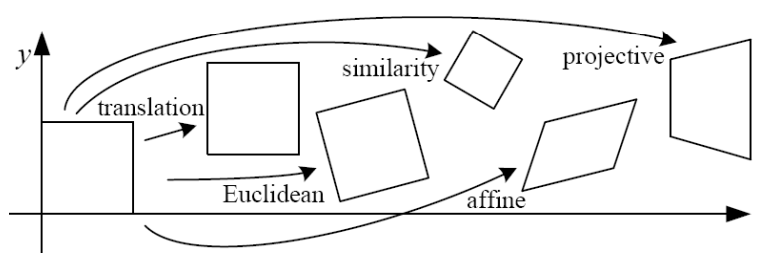 y
similarity
projective
translation
Euclidean
affine